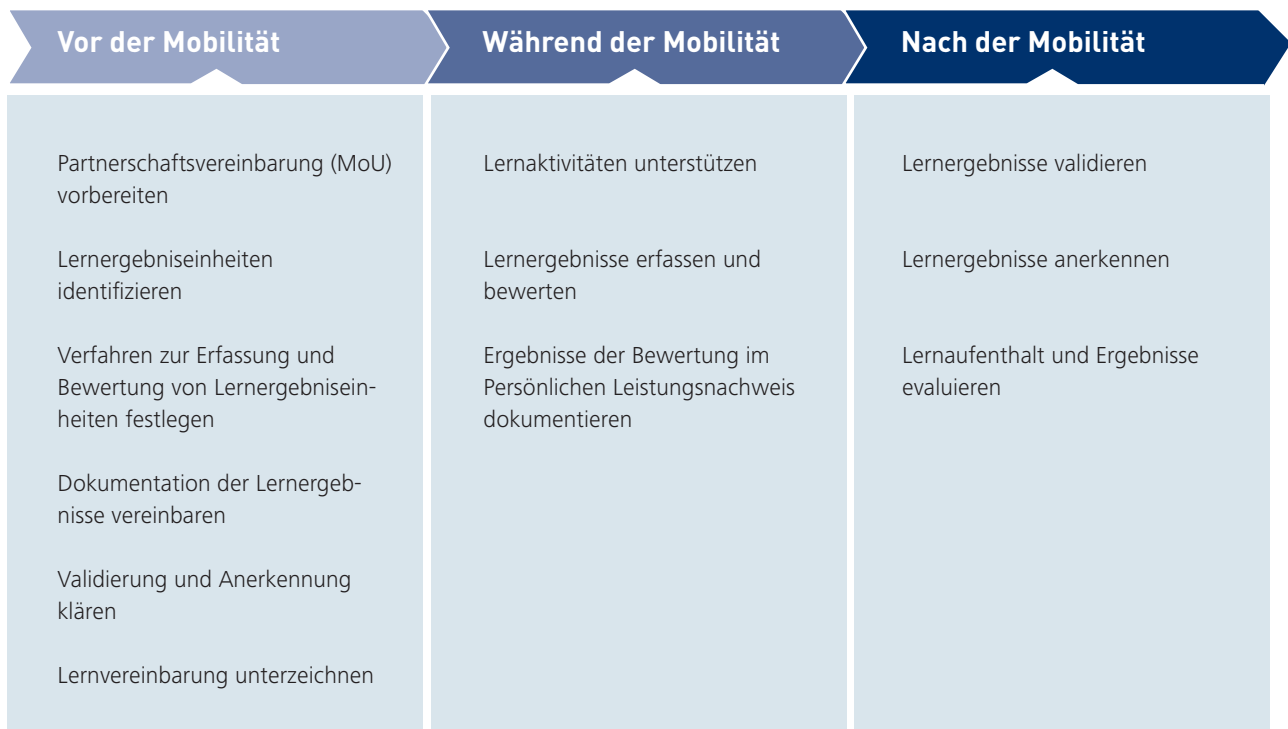 Vor der Mobilität
Partnerschaftsvereinbarung (MoU)
vorbereiten
Lernergebniseinheiten
identifizieren
Verfahren zur Erfassung und
Bewertung von Lernergebnisein-
heiten festlegen
Dokumentation der Lernergeb-
nisse vereinbaren
Validierung und Anerkennung
klären
Lernvereinbarung unterzeichnen
Während der Mobilität
Lernaktivitäten unterstützen
Lernergebnisse erfassen und
bewerten
Ergebnisse der Bewertung im
Persönlichen Leistungsnachweis
dokumentieren
Nach der Mobilität
Lernergebnisse validieren
Lernergebnisse anerkennen
Lernaufenthalt und Ergebnisse
evaluieren